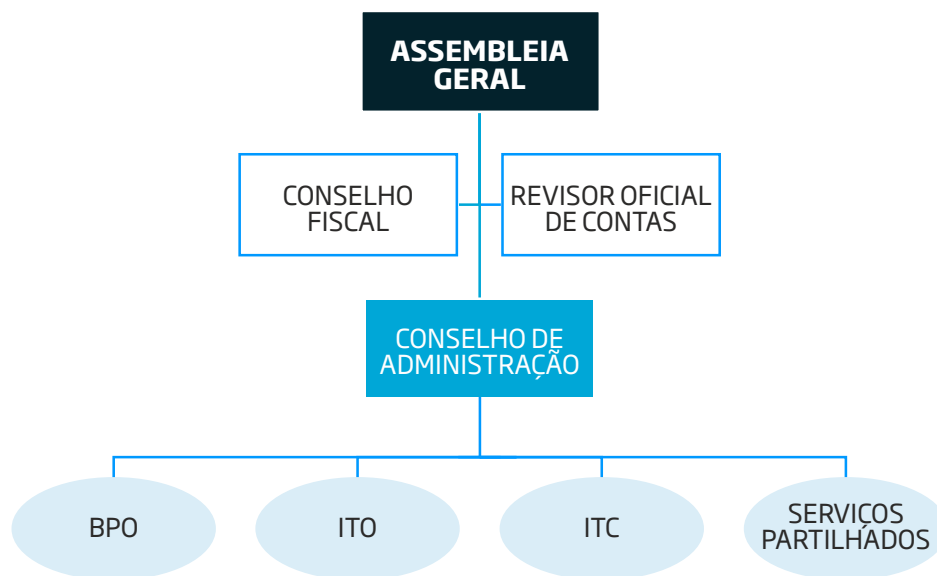 ASSEMBLEIA
GERAL
CONSELHO
FISCAL
REVISOR OFICIAL
DE CONTAS
CONSELHO DE
ADMINISTRAÇÃO
BPO
ITO
ITC
SERVIÇOS
PARTILHADOS